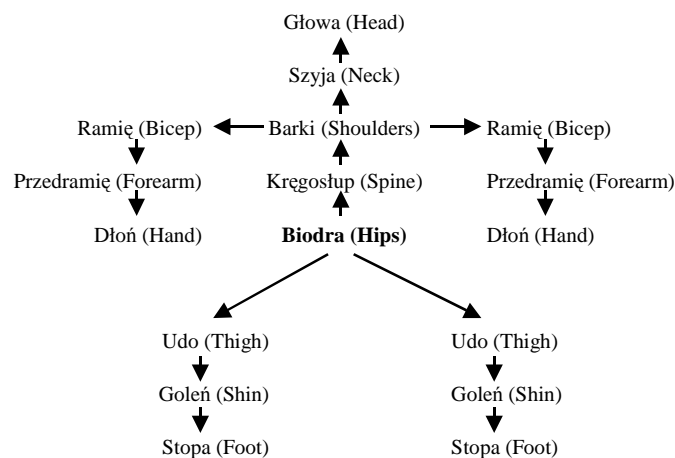 Głowa (Head)
Szyja (Neck)
Ramię (Bicep) Barki (Shoulders) Ramię (Bicep)
Przedramię (Forearm) Kręgosłup (Spine) Przedramię (Forearm)
Dłoń (Hand) Biodra (Hips) Dłoń (Hand)
Udo (Thigh) Udo (Thigh)
Goleń (Shin) Goleń (Shin)
Stopa (Foot) Stopa (Foot)